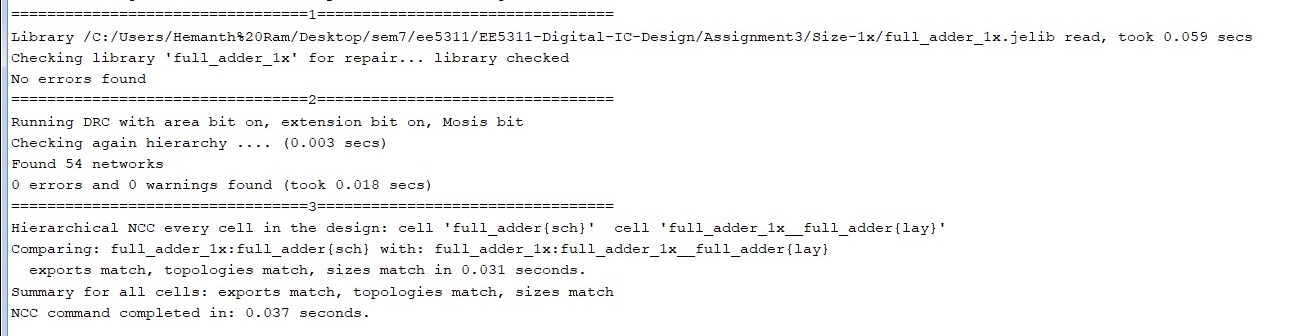 =================================1=================================
Library /C:/Users/Hemanth%20Ram/Desktop/sem7/ee5311/EE5311-Digital-IC-Design/Assignment3/Size-1x/full_adder_1x.jelib read, took 0.059 secs
Checking library 'full_adder_1x' for repair... library checked
No errors found
=================================2=================================
Running DRC with area bit on, extension bit on, Mosis bit
Checking again hierarchy .... (0.003 secs)
Found 54 networks
0 errors and 0 warnings found (took 0.018 secs)
=================================3=================================
Hierarchical NCC every cell in the design: cell 'full_adder{sch}'  cell 'full_adder_1x__full_adder{lay}'
Comparing: full_adder_1x:full_adder{sch} with: full_adder_1x:full_adder_1x__full_adder{lay}
  exports match, topologies match, sizes match in 0.031 seconds.
Summary for all cells: exports match, topologies match, sizes match
NCC command completed in: 0.037 seconds.